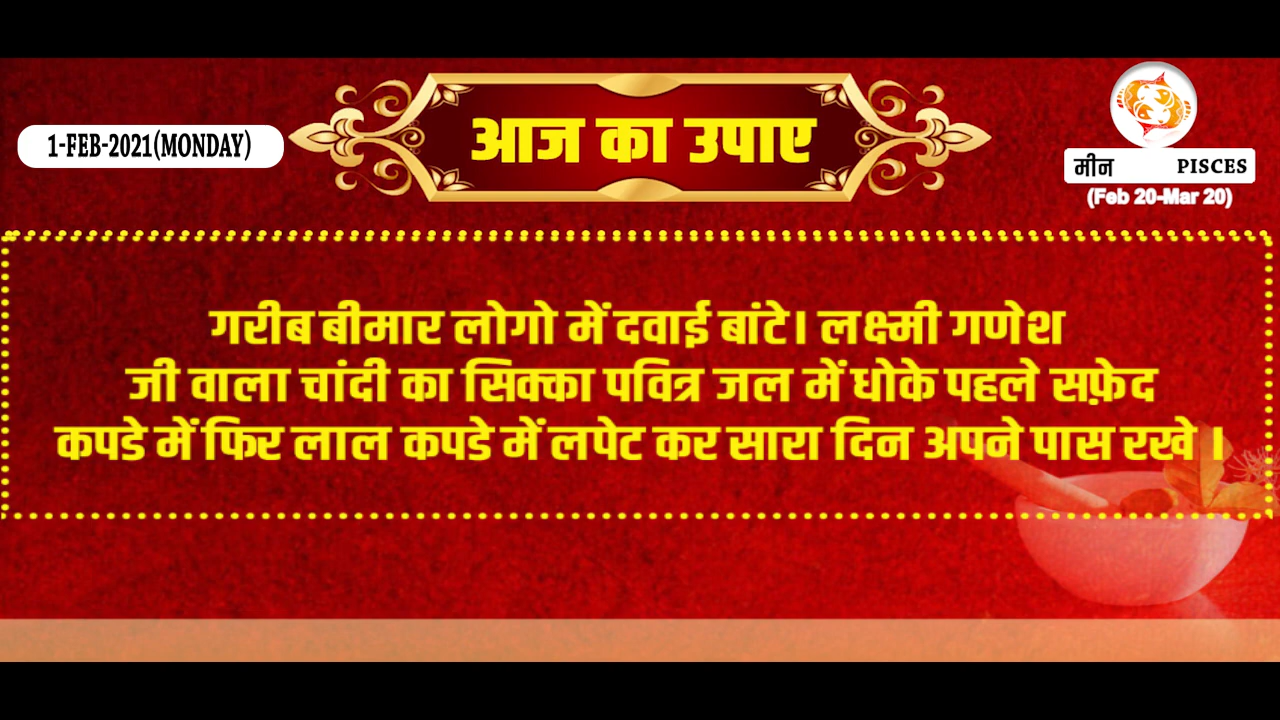 1-FEB-2021(MONDAY)
आज का उपाए
मीन PISCES
(Feb 20-Mar 20)
गरीब बीमार लोगो में दवाई बांटे। लक्ष्मी गणेश
जी वाला चांदी का सिक्का पवित्र जल में धोके पहले सफ़ेद
कपडे में फिर लाल कपडे में लपेट कर सारा दिन अपने पास रखे ।